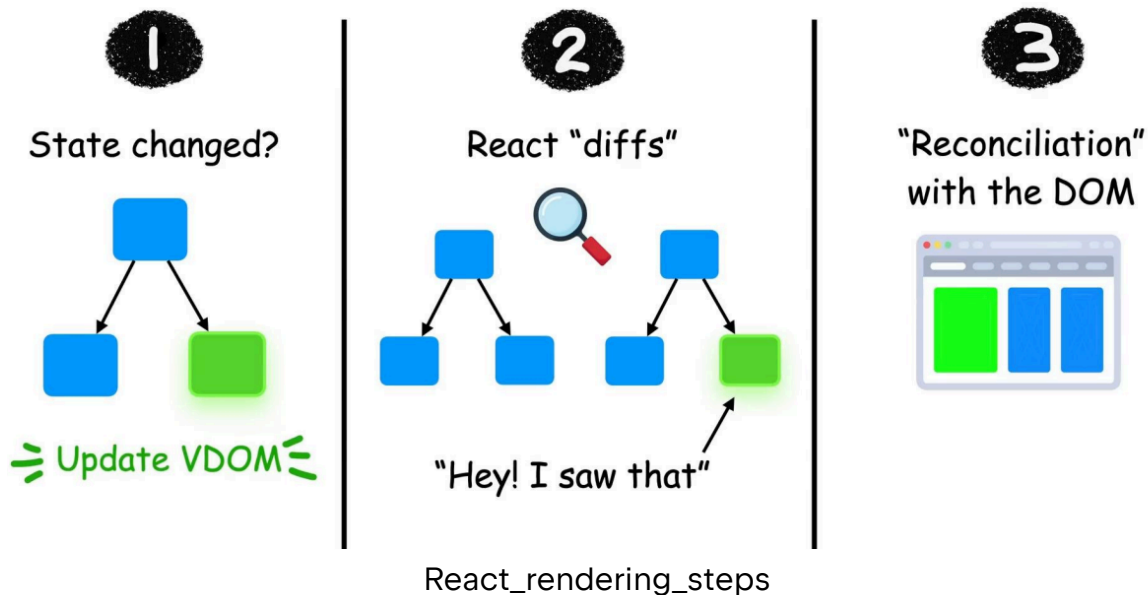 1
State changed?
Update VDOM
2
React “diffs”
“Hey! I saw that”
3
“Reconciliation”
with the DOM
React_rendering_steps